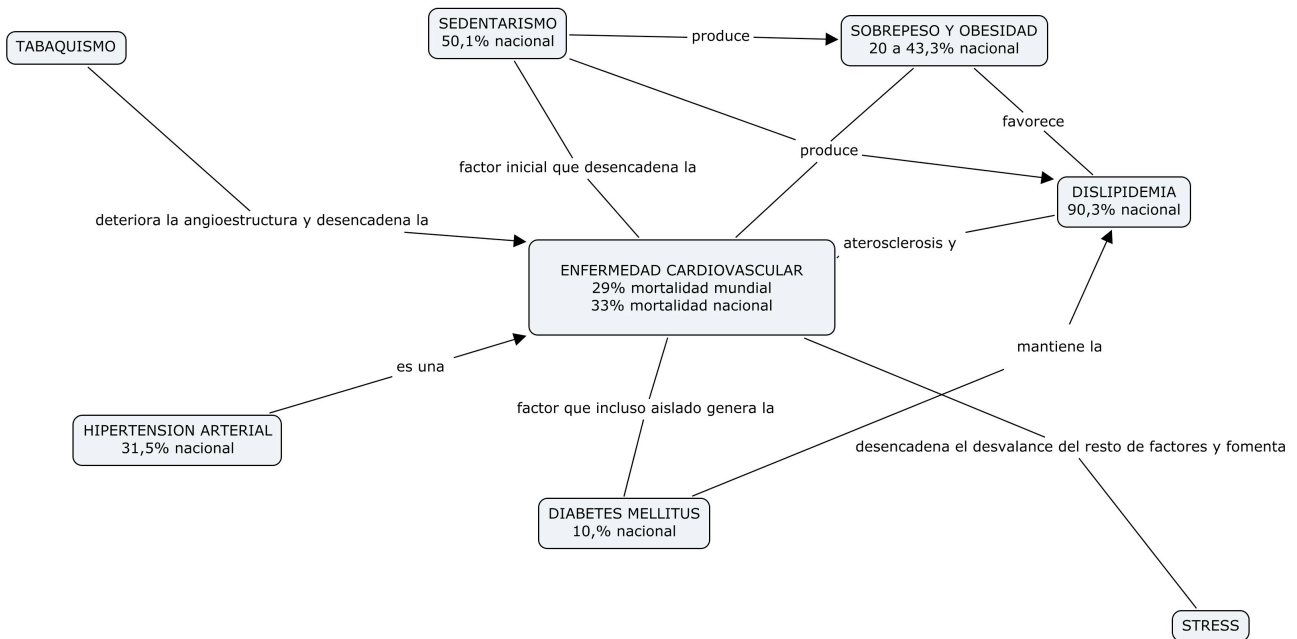 SEDENTARISMO
50,1% nacional
produce
SOBREPESO Y OBESIDAD
20 a 43,3% nacional
TABAQUISMO
favorece
produce
factor inicial que desencadena la
DISLIPIDEMIA
90,3% nacional
deteriora la angioestructura y desencadena la
aterosclerosis y
ENFERMEDAD CARDIOVASCULAR
29% mortalidad mundial
33% mortalidad nacional
mantiene la
es una
factor que incluso aislado genera la
HIPERTENSION ARTERIAL
31,5% nacional
desencadena el desvalance del resto de factores y fomenta
DIABETES MELLITUS
10,% nacional
STRESS